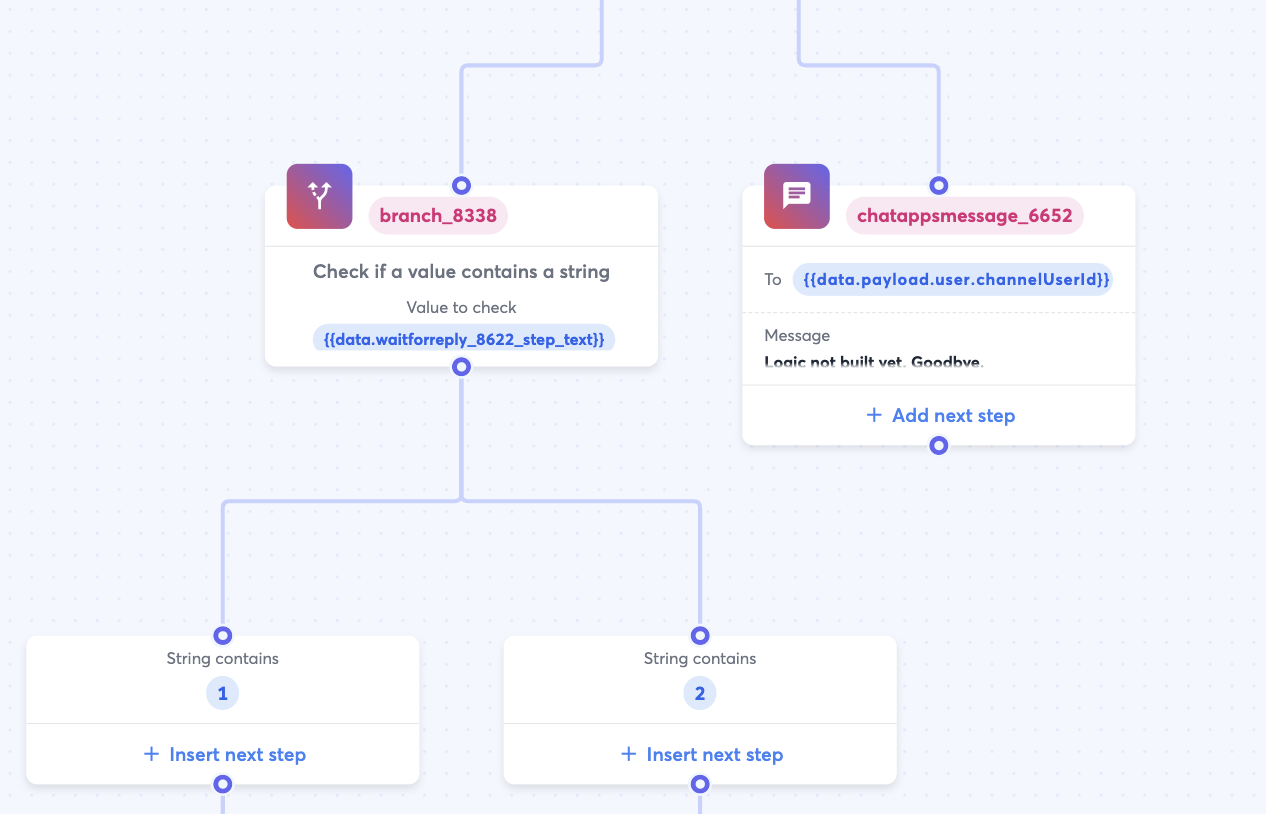 branch_8338
Check if a value contains a string
Value to check
{{data.waitforreply_8622_step_text}}
chatappsmessage_6652
To {{data.payload.user.channelUserId}}
Message
Logic not built yet. Goodbye.
+ Add next step
String contains
1
+ Insert next step
String contains
2
+ Insert next step